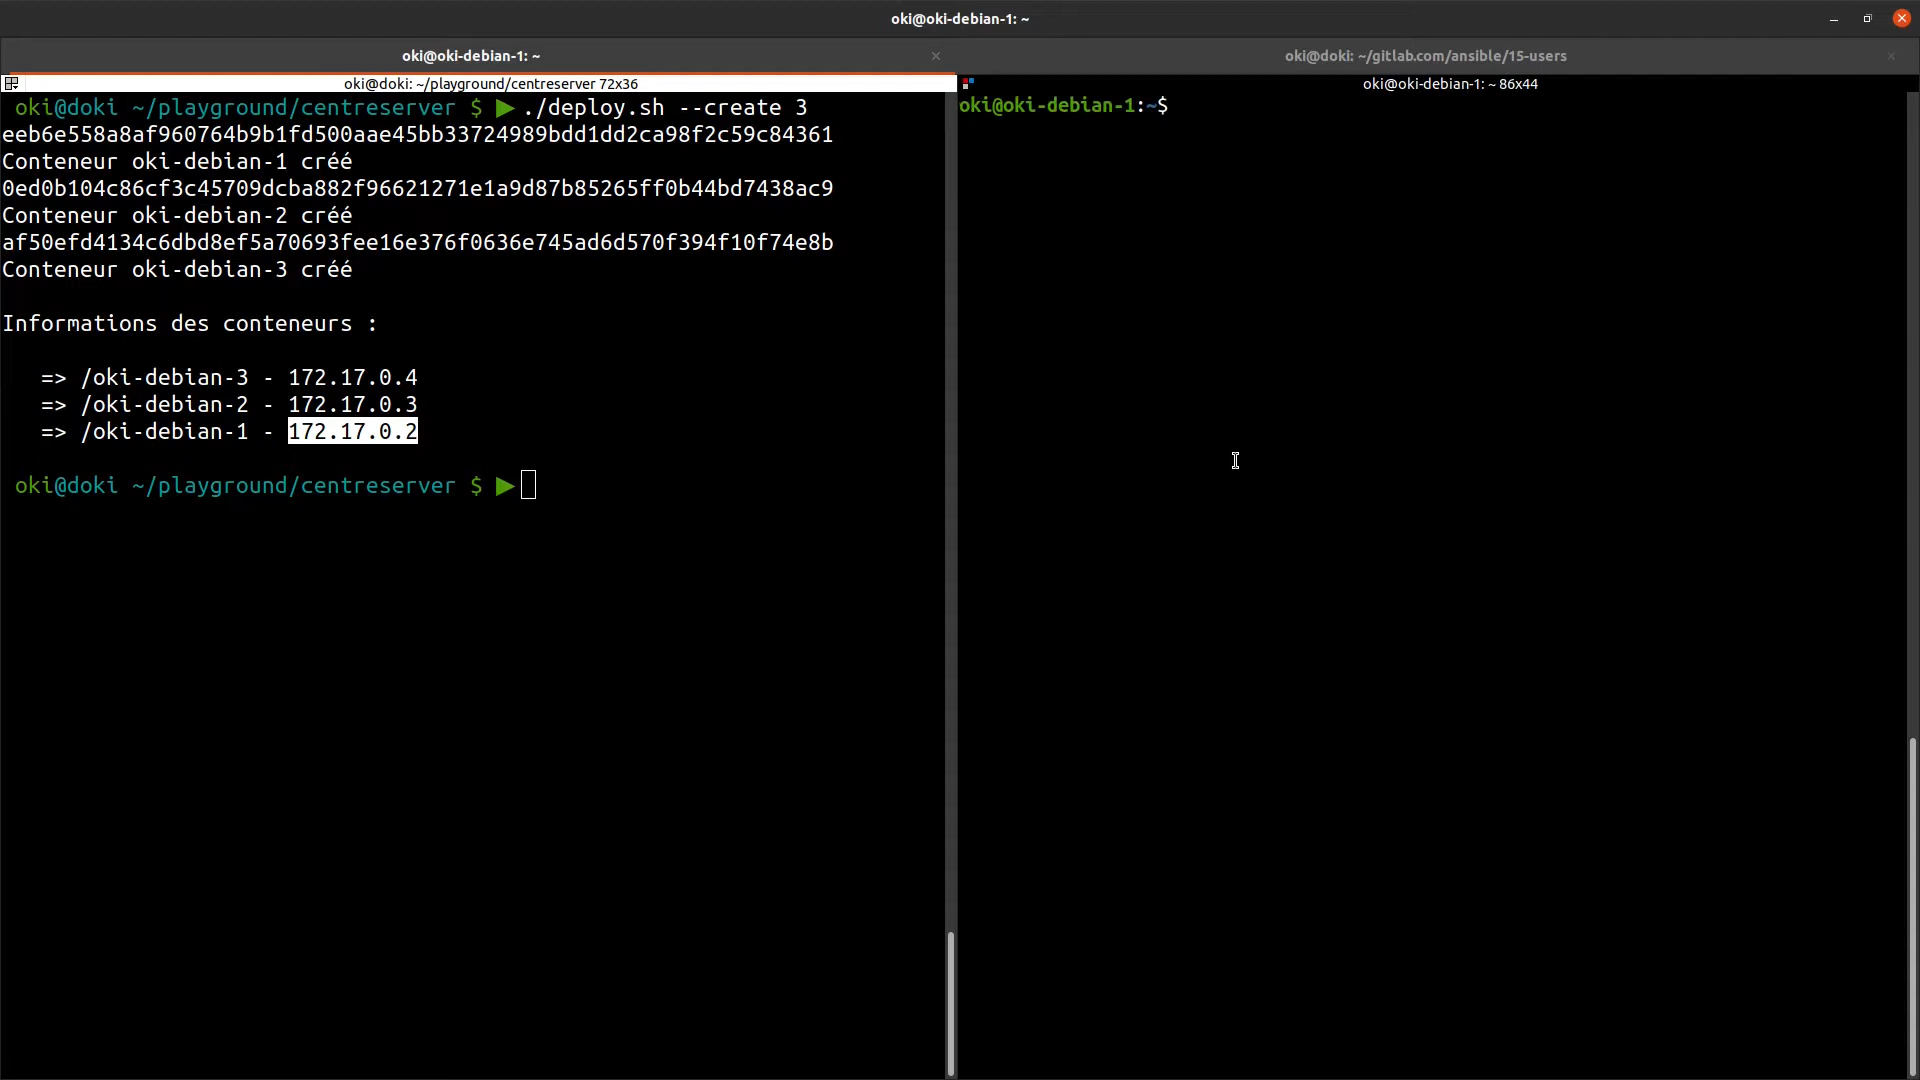 oki@oki-debian-1: ~
oki@oki-debian-1: ~
oki@doki: ~/gitlab.com/ansible/15-users
oki@doki: ~/playground/centreserver 72x36
oki@doki ~/playground/centreserver $ ▶./deploy.sh --create 3
eeb6e558a8af960764b9b1fd500aae45bb33724989bdd1dd2ca98f2c59c84361
Conteneur oki-debian-1 créé
0ed0b104c86cf3c45709dcba882f96621271e1a9d87b85265ff0b44bd7438ac9
Conteneur oki-debian-2 créé
af50efd4134c6dbd8ef5a70693fee16e376f0636e745ad6d570f394f10f74e8b
Conteneur oki-debian-3 créé
Informations des conteneurs :
=> /oki-debian-3 - 172.17.0.4
=> /oki-debian-2 - 172.17.0.3
=> /oki-debian-1 - 172.17.0.2
oki@doki ~/playground/centreserver $ ▶
oki@oki-debian-1: ~ 86x44
oki@oki-debian-1:~$